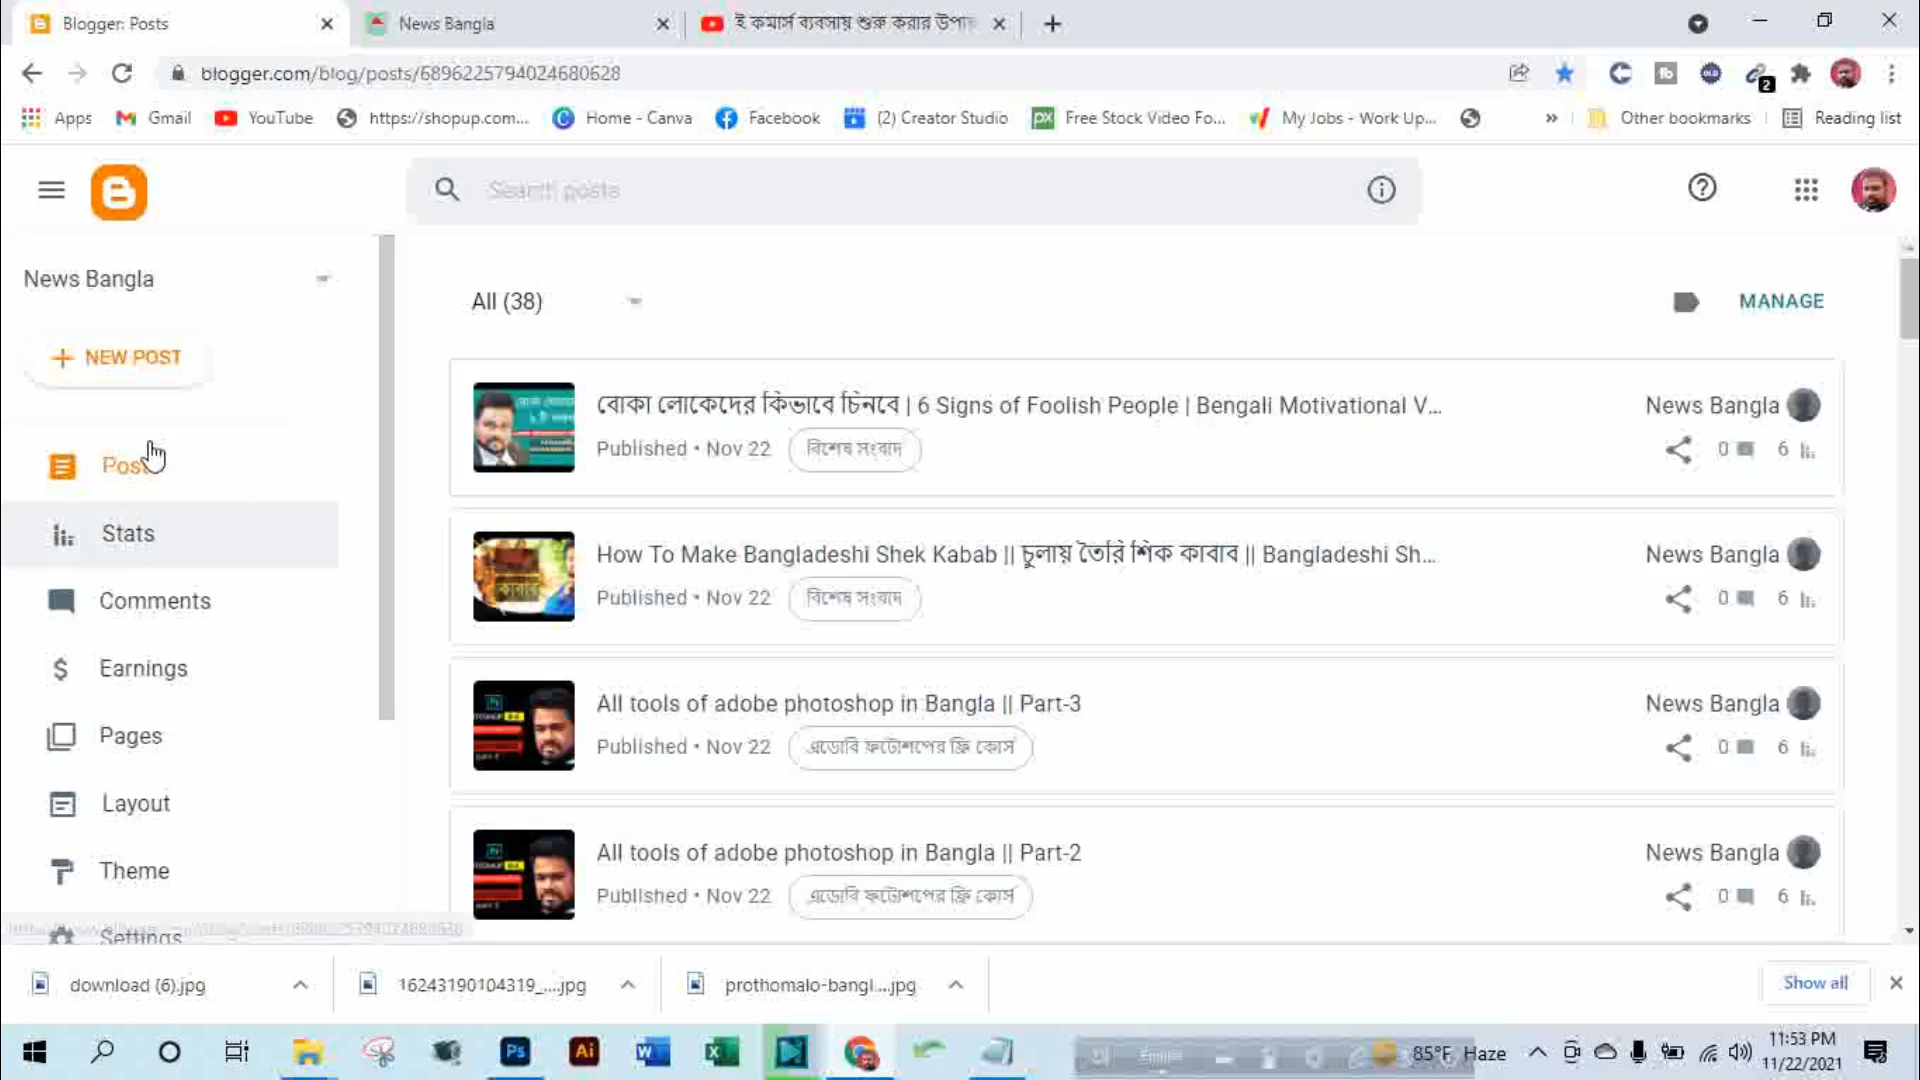 Blogger: Posts
News Bangla
ই কমার্স ব্যবসায় শুরু করার উপা
blogger.com/blog/posts/6896225794024680628
2
Apps
Gmail
YouTube
https://shopup.com...
Home - Canva
Facebook
(2) Creator Studio
Free Stock Video Fo...
My Jobs - Work Up...
»
Other bookmarks
Reading list
Search posts
News Bangla
All (38)
MANAGE
NEW POST
Posts
Stats
Comments
Earnings
Pages
Layout
Theme
Settings
বোকা লোকেদের কিভাবে চিনবে | 6 Signs of Foolish People | Bengali Motivational V...
Published • Nov 22
বিশেষ সংবাদ
News Bangla
0
6
How To Make Bangladeshi Shek Kabab || চুলায় তৈরি শিক কাবাব || Bangladeshi Sh...
Published • Nov 22
বিশেষ সংবাদ
News Bangla
0
6
All tools of adobe photoshop in Bangla || Part-3
Published • Nov 22
এডোবি ফটোশপের ফ্রি কোর্স
News Bangla
0
6
All tools of adobe photoshop in Bangla || Part-2
Published • Nov 22
এডোবি ফটোশপের ফ্রি কোর্স
News Bangla
0
6
download (6).jpg
16243190104319_....jpg
prothomalo-bangl....jpg
Show all
85°F Haze
11:53 PM
11/22/2021